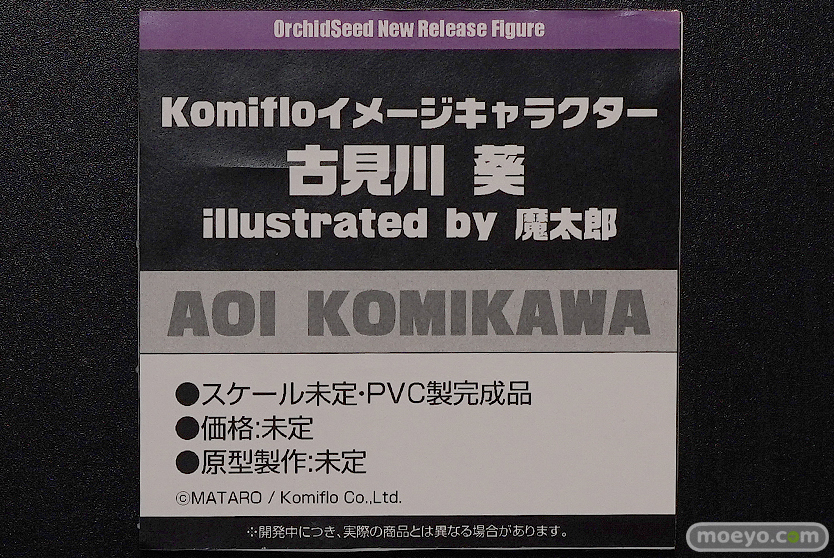 OrchidSeed New Release Figure
Komifloイメージキャラクター
古見川 葵
illustrated by 魔太郎
AOI KOMIKAWA
●スケール未定・PVC製完成品
●価格:未定
●原型製作:未定
©MATARO / Komiflo Co.,Ltd.
※開発中につき、実際の商品とは異なる場合があります。
moeyo.com